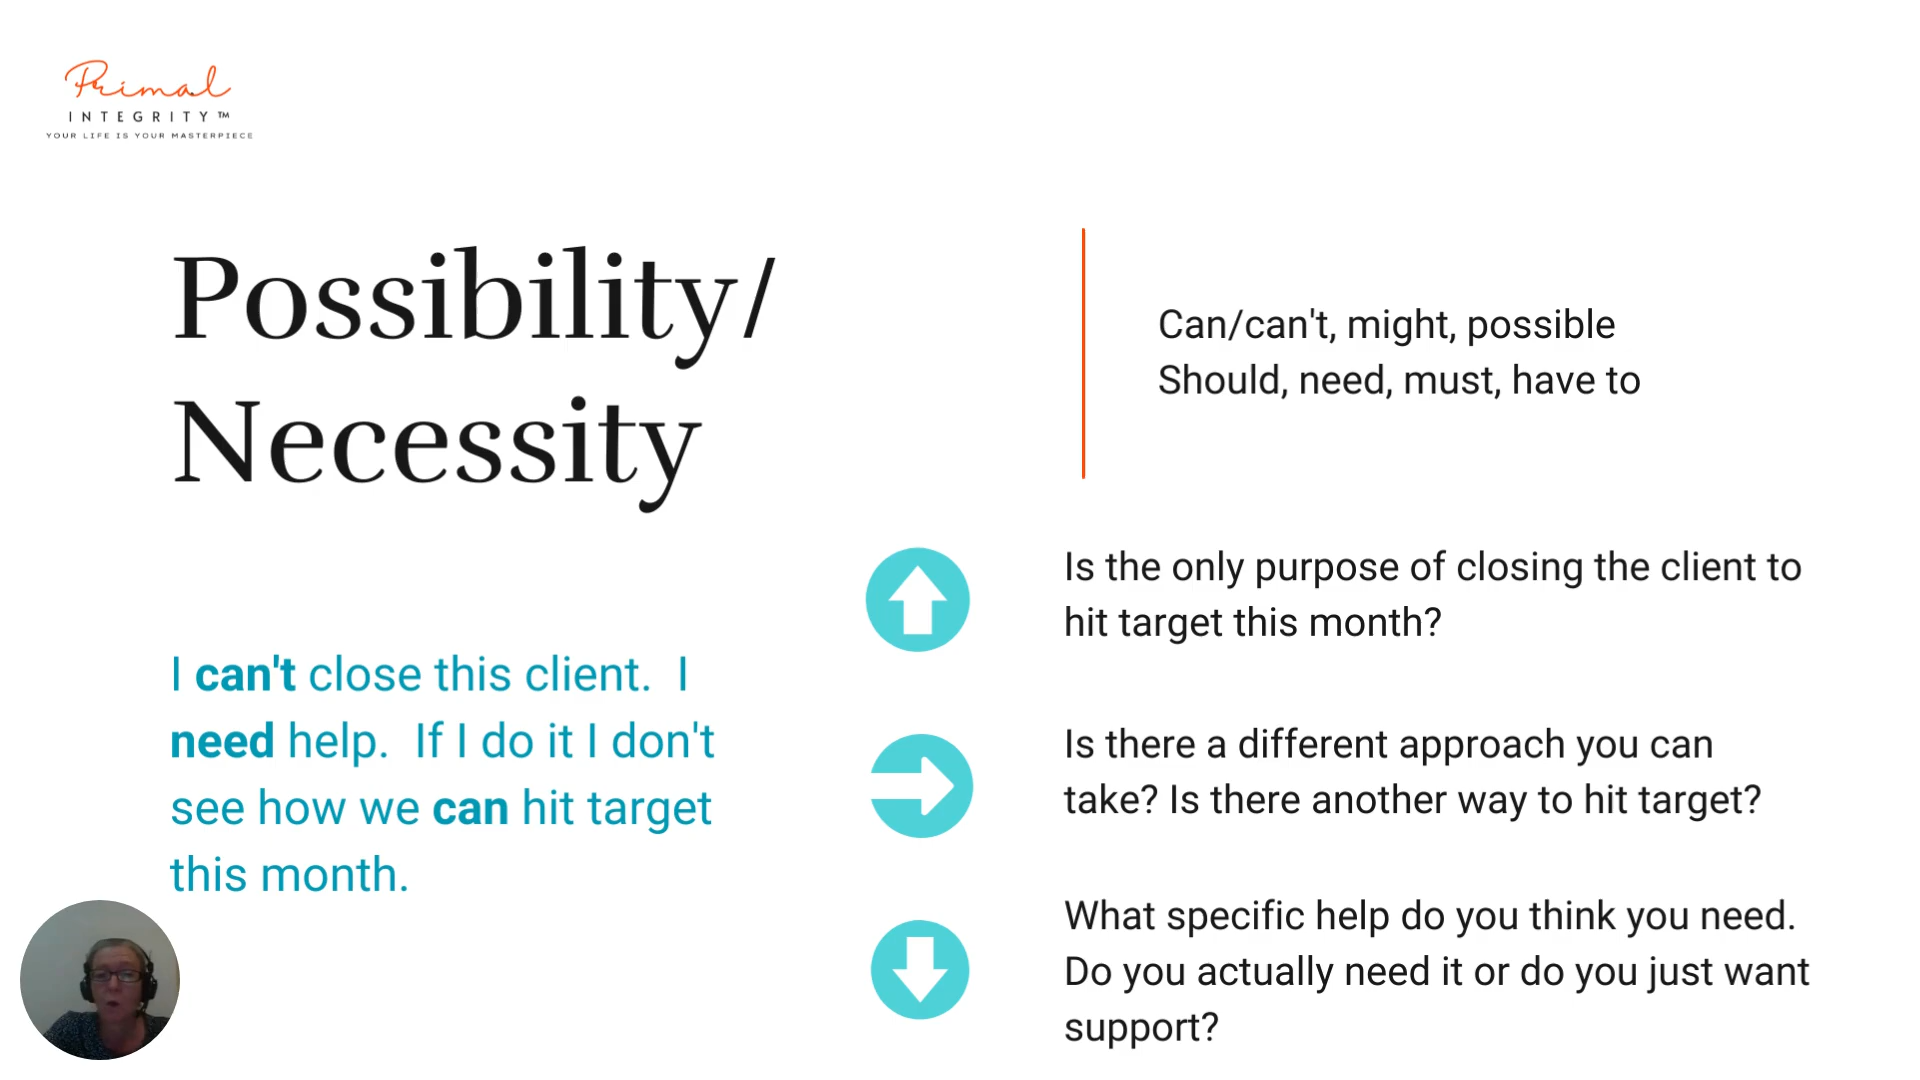 Primal
INTEGRITY™
YOUR LIFE IS YOUR MASTERPIECE
Possibility/
Necessity
Can/can't, might, possible
Should, need, must, have to
I can't close this client.  I
need help.  If I do it I don't
see how we can hit target
this month.
Is the only purpose of closing the client to
hit target this month?
Is there a different approach you can
take? Is there another way to hit target?
What specific help do you think you need.
Do you actually need it or do you just want
support?